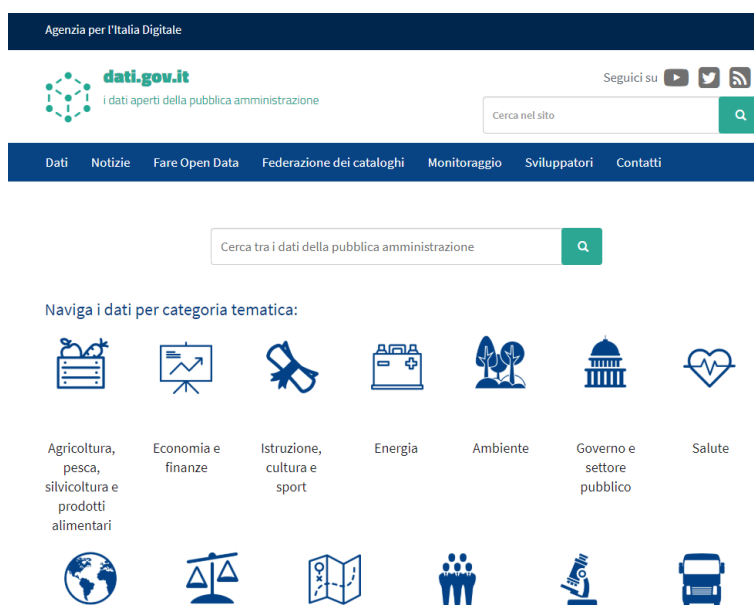 Agenzia per l'Italia Digitale
dati.gov.it
i dati aperti della pubblica amministrazione
Seguici su
Cerca nel sito
Dati Notizie Fare Open Data Federazione dei cataloghi Monitoraggio Sviluppatori Contatti
Cerca tra i dati della pubblica amministrazione
Naviga i dati per categoria tematica:
Agricoltura,
pesca,
silvicoltura e
prodotti
alimentari
Economia e
finanze
Istruzione,
cultura e
sport
Energia
Ambiente
Governo e
settore
pubblico
Salute